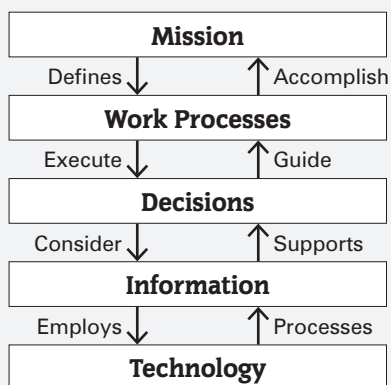 Mission
Defines Accomplish
Work Processes
Execute Guide
Decisions
Consider Supports
Information
Employs Processes
Technology